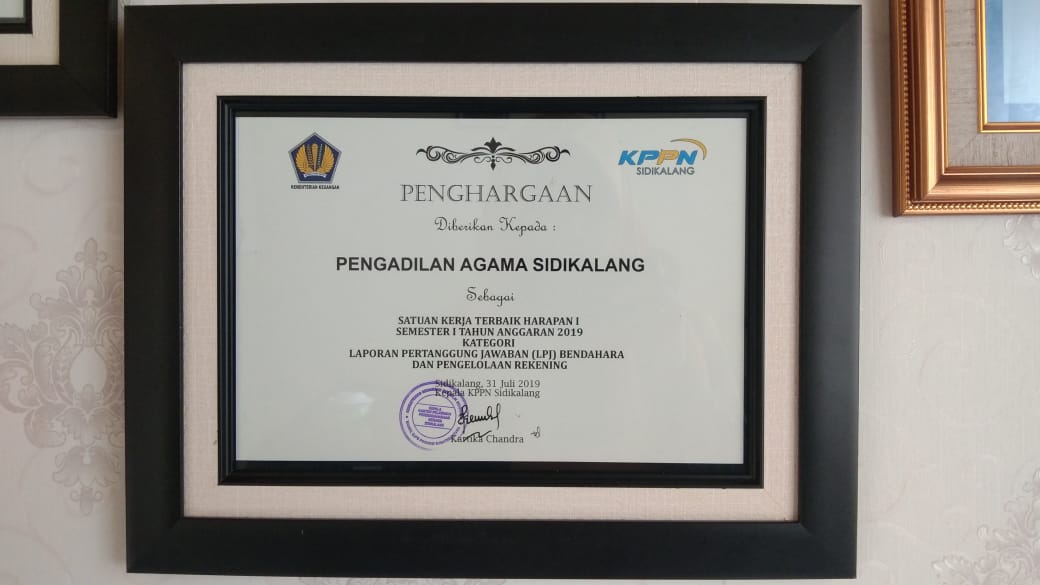 KEMENTERIAN KEUANGAN
KPPN
SIDIKALANG
PENGHARGAAN
Diberikan Kepada :
PENGADILAN AGAMA SIDIKALANG
Sebagai
SATUAN KERJA TERBAIK HARAPAN I
SEMESTER I TAHUN ANGGARAN 2019
KATEGORI
LAPORAN PERTANGGUNG JAWABAN (LPJ) BENDAHARA
DAN PENGELOLAAN REKENING
Sidikalang, 31 Juli 2019
Kepala KPPN Sidikalang
Kartika Chandra